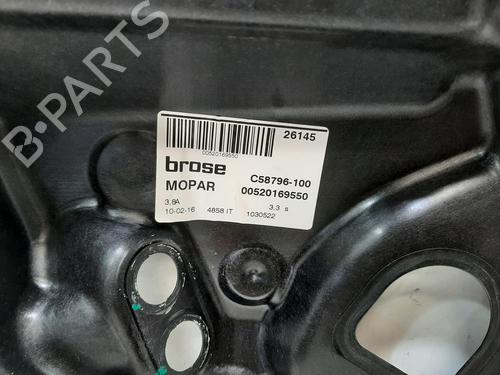 B-Parts
26145
00520169550
brose
C58796-100
MOPAR
00520169550
3,8A
3,3 s
10-02-16
4858 IT
1030522